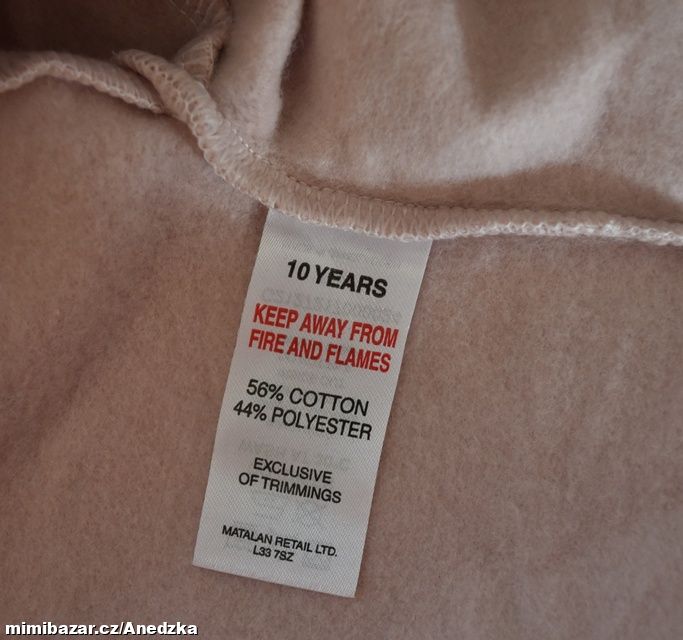 10 YEARS
KEEP AWAY FROM
FIRE AND FLAMES
56% COTTON
44% POLYESTER
EXCLUSIVE
OF TRIMMINGS
MATALAN RETAIL LTD.
L33 7SZ
mimibazar.cz/Anedzka